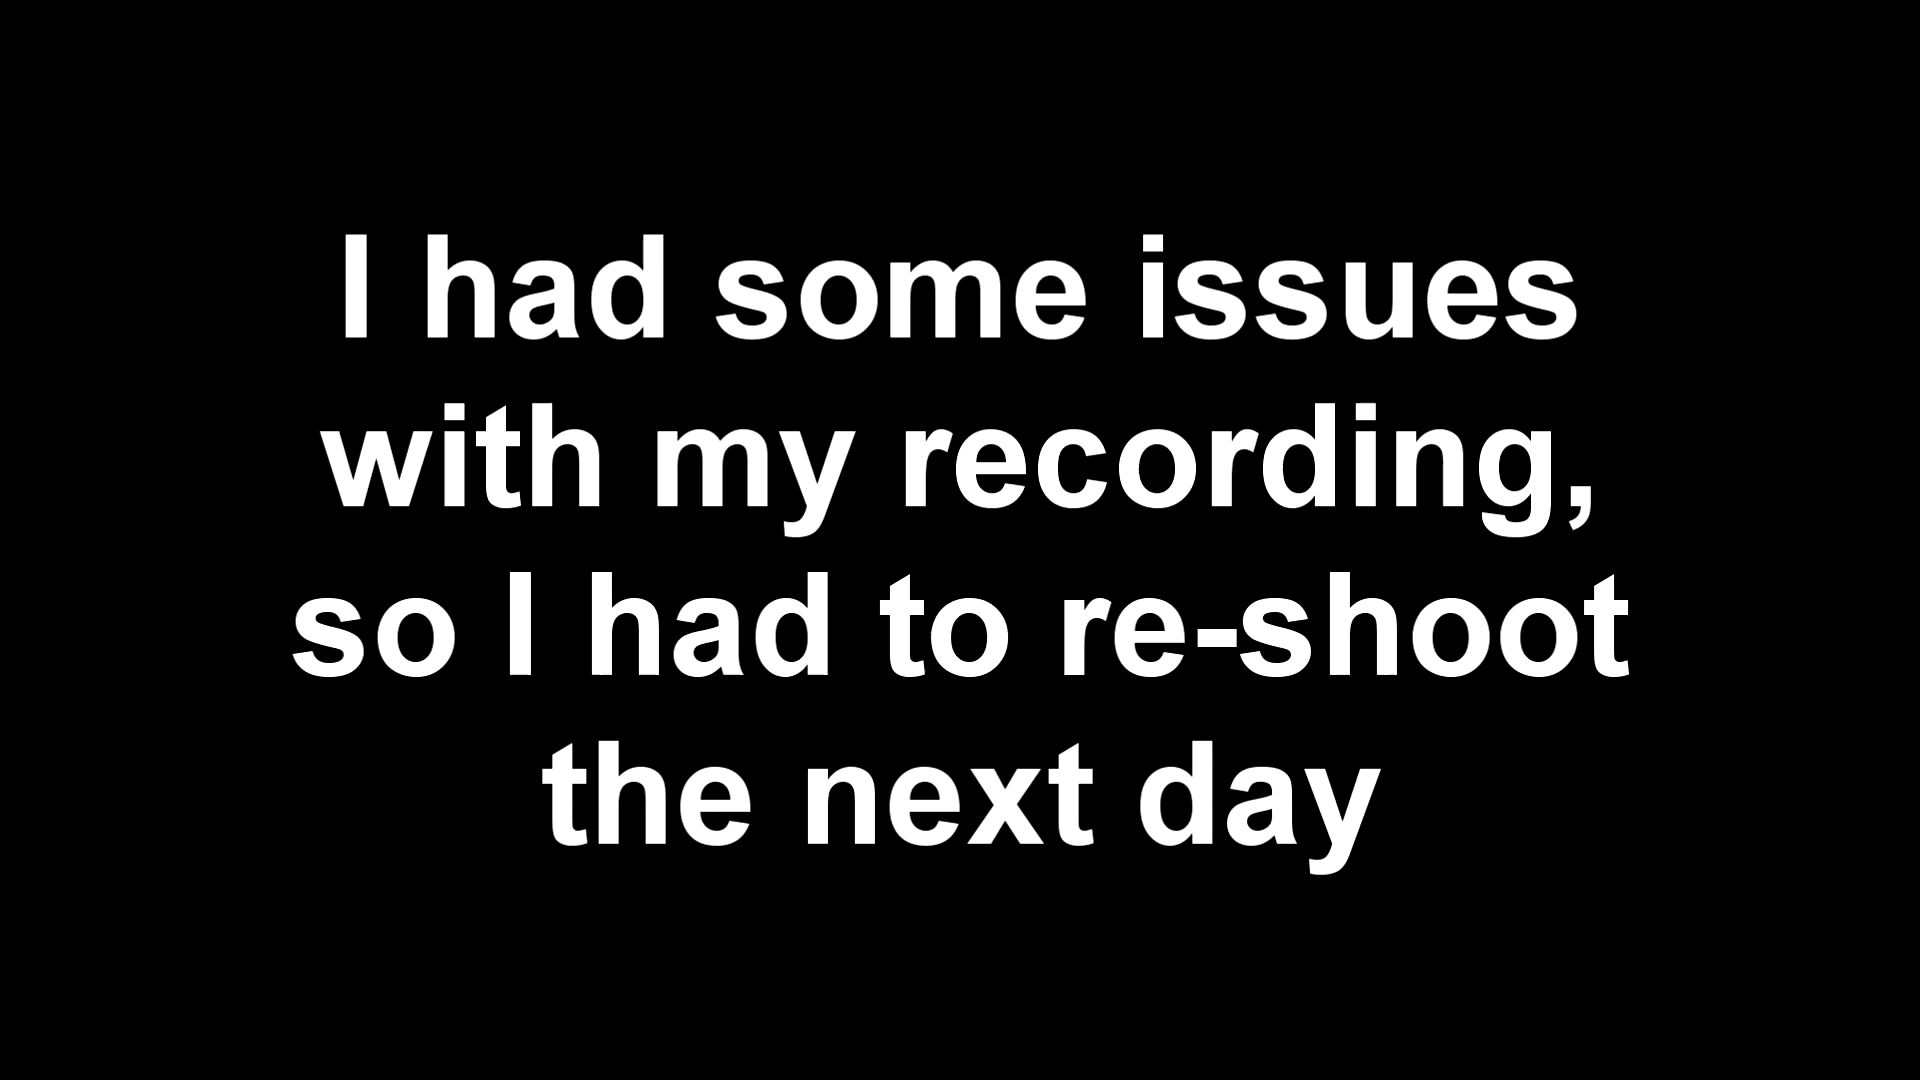 I had some issues
with my recording,
so I had to re-shoot
the next day